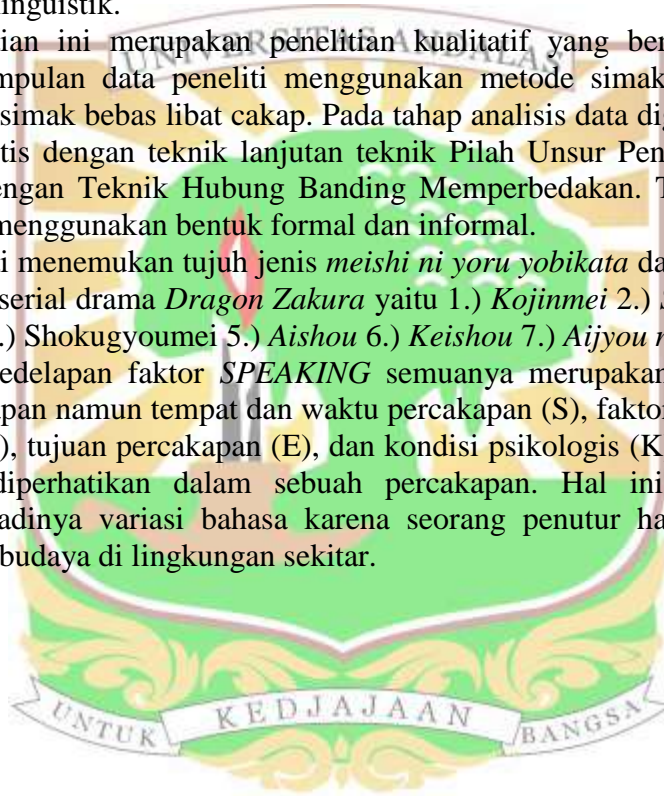 linguistik.
ian ini merupakan penelitian kualitatif yang ber
mpulan data peneliti menggunakan metode simak
simak bebas libat cakap. Pada tahap analisis data dig
tis dengan teknik lanjutan teknik Pilah Unsur Pen
engan Teknik Hubung Banding Memperbedakan. T
menggunakan bentuk formal dan informal.
i menemukan tujuh jenis meishi ni yoru yobikata da
serial drama Dragon Zakura yaitu 1.) Kojinmei 2.) S
.) Shokugyoumei 5.) Aishou 6.) Keishou 7.) Aijyou n
edelapan faktor SPEAKING semuanya merupakan
apan namun tempat dan waktu percakapan (S), faktor
), tujuan percakapan (E), dan kondisi psikologis (K
diperhatikan dalam sebuah percakapan. Hal ini
adinya variasi bahasa karena seorang penutur ha
budaya di lingkungan sekitar.
UNIVERSITAS ANDALAS
UNTUK KEDJAJAAN BANGSA